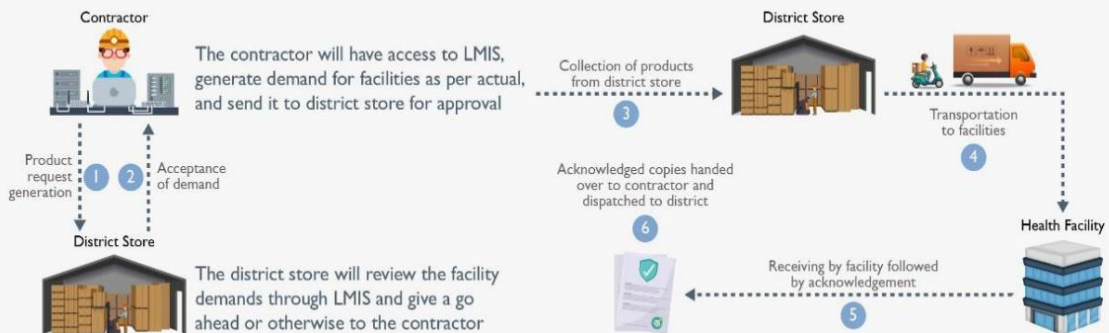 Contractor
The contractor will have access to LMIS,
generate demand for facilities as per actual,
and send it to district store for approval
Product
request
generation
1
2
Acceptance
of demand
District Store
The district store will review the facility
demands through LMIS and give a go
ahead or otherwise to the contractor
Collection of products
from district store
3
District Store
Transportation
to facilities
4
Health Facility
Receiving by facility followed
by acknowledgement
5
Acknowledged copies handed
over to contractor and
dispatched to district
6